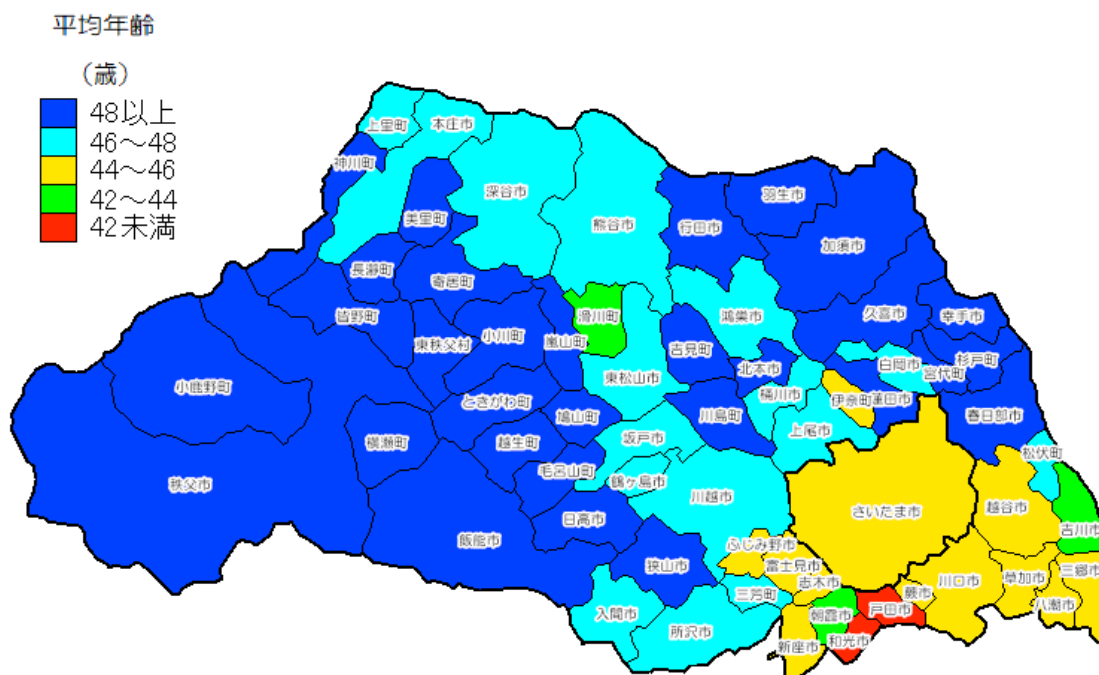 平均年齢
（歳）
48以上
46～48
44～46
42～44
42未満
上里町
本庄市
神川町
深谷市
美里町
熊谷市
行田市
羽生市
加須市
長瀞町
寄居町
皆野町
東秩父村
小川町
嵐山町
滑川町
吉見町
鴻巣市
久喜市
幸手市
小鹿野町
東松山市
北本市
白岡市
杉戸町
宮代町
ときがわ町
鳩山町
川島町
桶川市
伊奈町
蓮田市
春日部市
横瀬町
越生町
坂戸市
上尾市
松伏町
秩父市
毛呂山町
鶴ヶ島市
川越市
さいたま市
越谷市
吉川市
飯能市
日高市
狭山市
ふじみ野市
富士見市
志木市
三芳町
入間市
所沢市
新座市
朝霞市
和光市
戸田市
蕨市
川口市
草加市
三郷市
八潮市